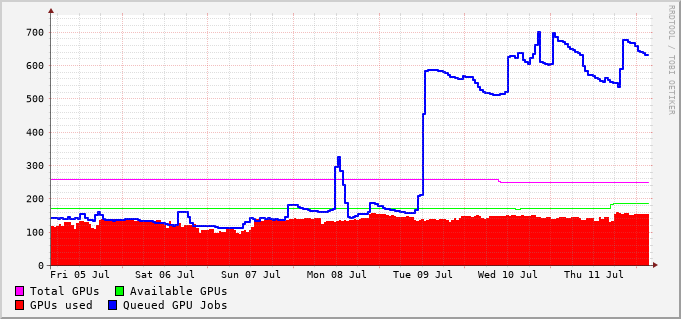 RRDTOOL / TOBI OETIKER
700
600
500
400
300
200
100
0
Fri 05 Jul Sat 06 Jul Sun 07 Jul Mon 08 Jul Tue 09 Jul Wed 10 Jul Thu 11 Jul
Total GPUs Available GPUs
GPUs used Queued GPU Jobs